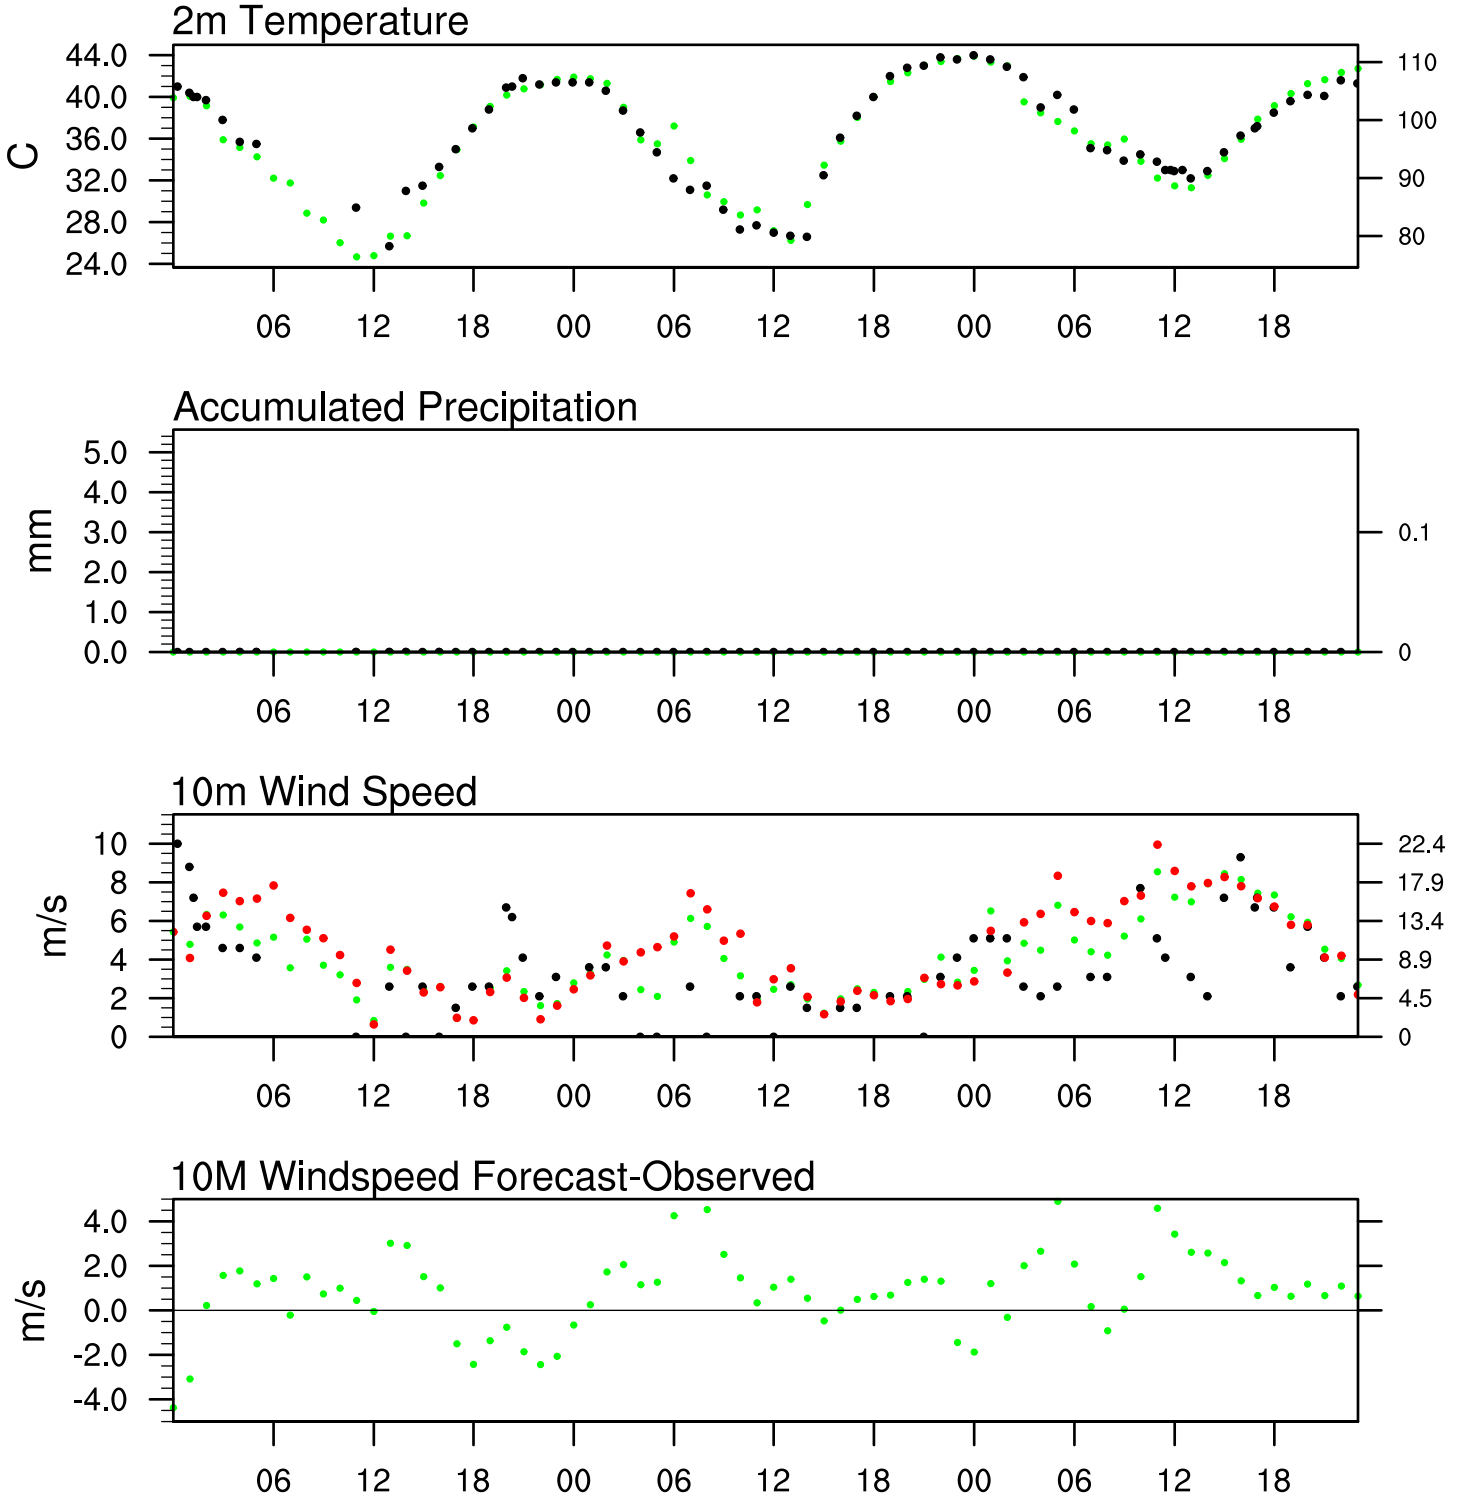 2m Temperature
44.0
40.0
36.0
32.0
28.0
24.0
C
110
100
90
80
06 12 18 00 06 12 18 00 06 12 18
Accumulated Precipitation
5.0
4.0
3.0
2.0
1.0
0.0
mm
0.1
0
06 12 18 00 06 12 18 00 06 12 18
10m Wind Speed
10
8
6
4
2
0
m/s
22.4
17.9
13.4
8.9
4.5
0
06 12 18 00 06 12 18 00 06 12 18
10M Windspeed Forecast-Observed
4.0
2.0
0.0
-2.0
-4.0
m/s
06 12 18 00 06 12 18 00 06 12 18